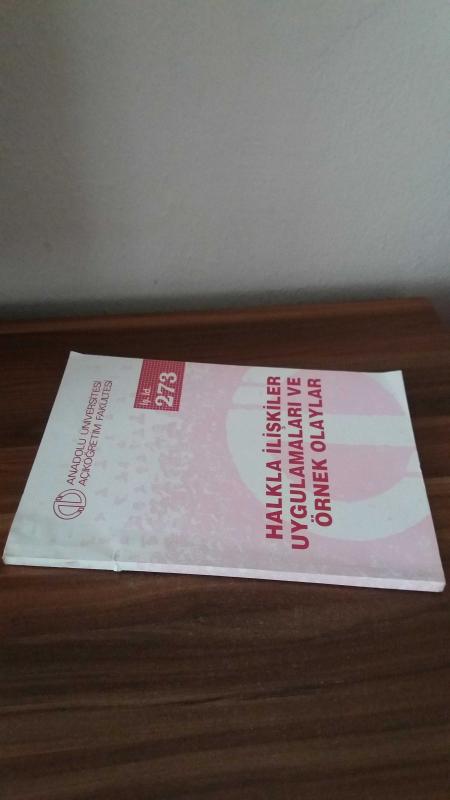 ANADOLU ÜNİVERSİTESİ
AÇIKÖĞRETİM FAKÜLTESİ
273
HALKLA İLİŞKİLER
UYGULAMALARI VE
ÖRNEK OLAYLAR